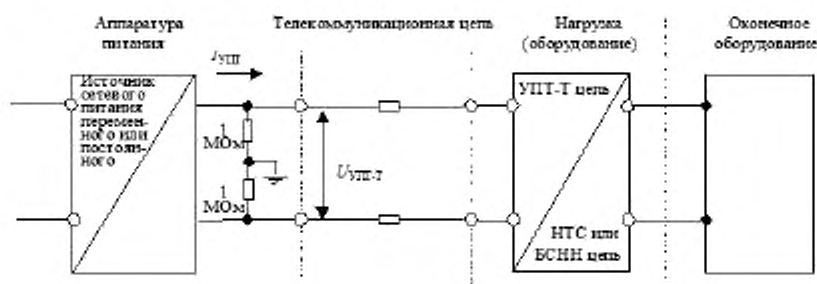 Аппаратура
питания
Телекоммуникационная цепь
Нагрузка
(оборудование)
Оконечное
оборудование
Источник
сетевого
питания
перемен-
ного или
постоян-
ного
IУПТ
1
МОм
1
МОм
UУПТ-Т
УПТ-Т цепь
НТС или
БСНН
цепь